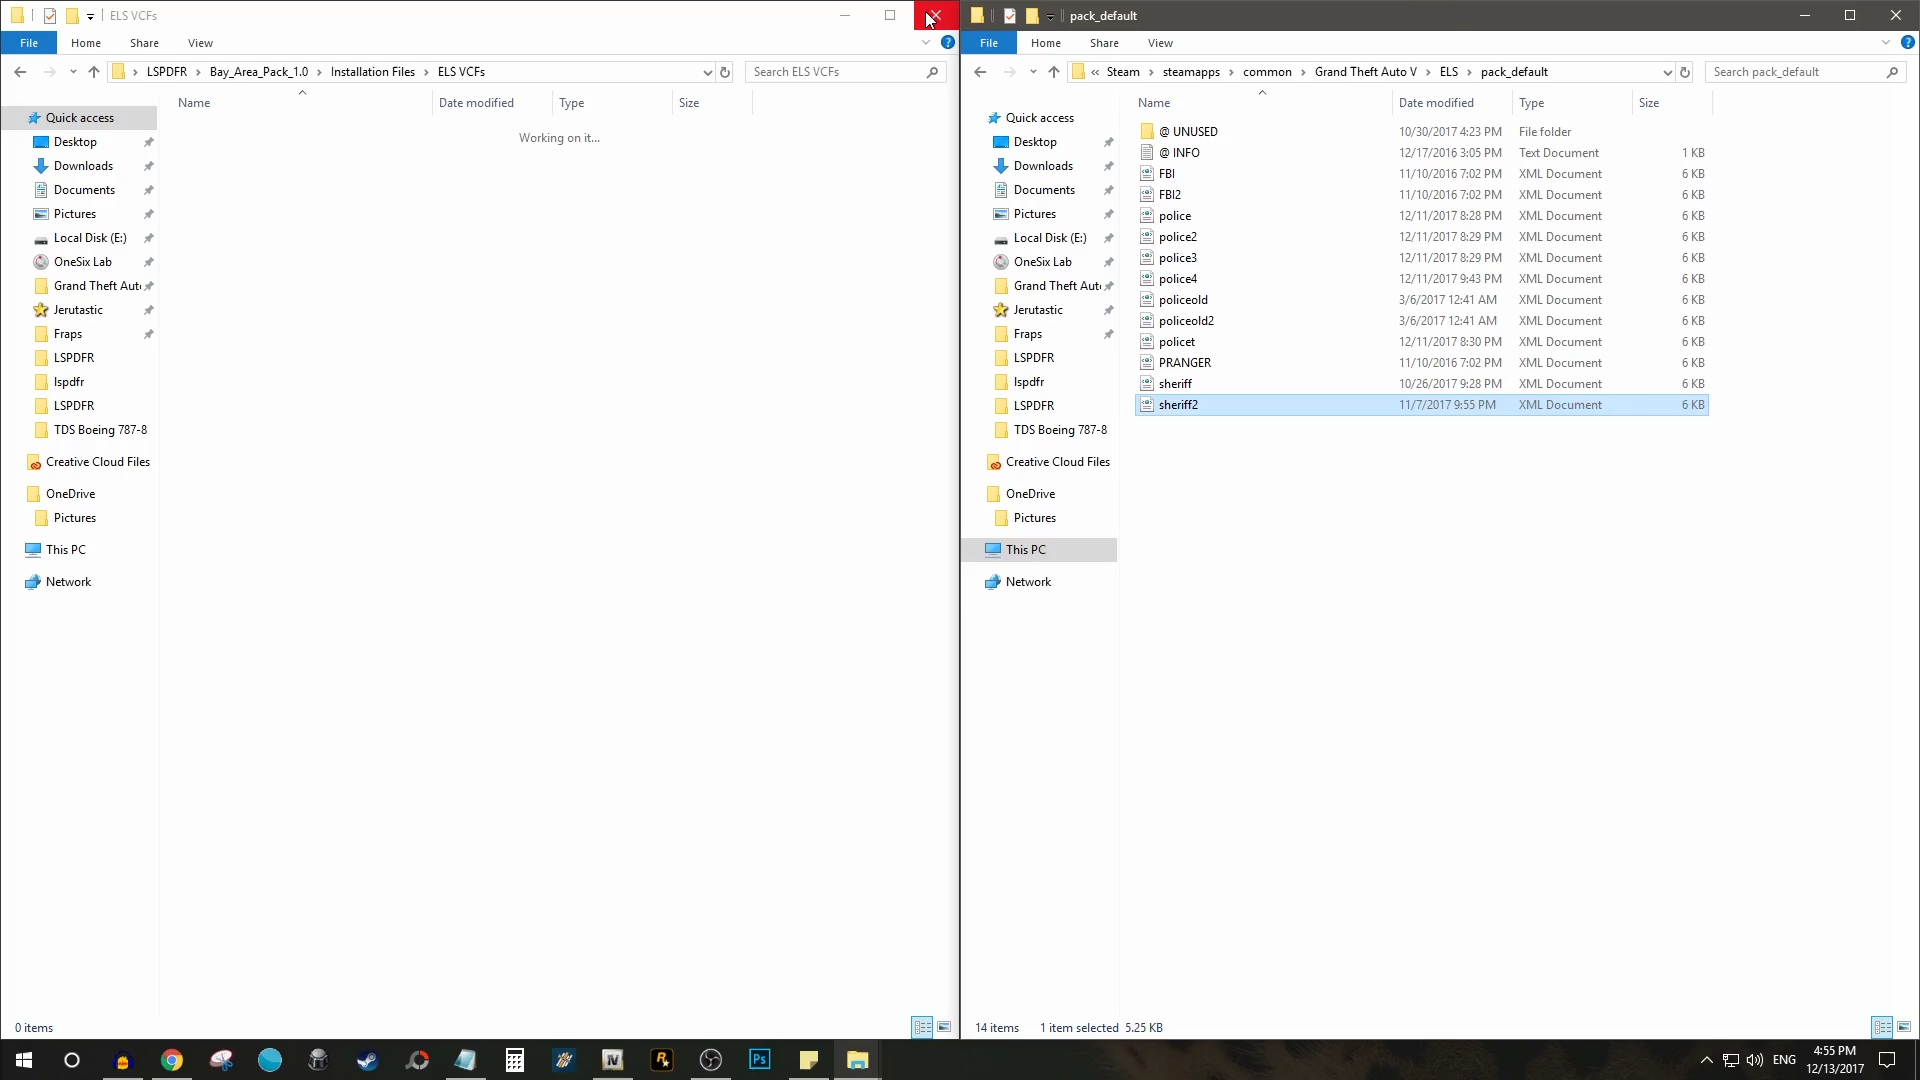 ELS VCFs
File Home Share View
LSPDFR Bay_Area_Pack_1.0 Installation Files ELS VCFs
Search ELS VCFs
Name Date modified Type Size
Working on it...
Quick access
Desktop
Downloads
Documents
Pictures
Local Disk (E:)
OneSix Lab
Grand Theft Aut
Jerutastic
Fraps
LSPDFR
lspdfr
LSPDFR
TDS Boeing 787-8
Creative Cloud Files
OneDrive
Pictures
This PC
Network
0 items
pack_default
File Home Share View
« Steam steamapps common Grand Theft Auto V ELS pack_default
Search pack_default
Quick access
Desktop
Downloads
Documents
Pictures
Local Disk (E:)
OneSix Lab
Grand Theft Aut
Jerutastic
Fraps
LSPDFR
lspdfr
LSPDFR
TDS Boeing 787-8
Creative Cloud Files
OneDrive
Pictures
This PC
Network
Name Date modified Type Size
@ UNUSED 10/30/2017 4:23 PM File folder
@ INFO 12/17/2016 3:05 PM Text Document 1 KB
FBI 11/10/2016 7:02 PM XML Document 6 KB
FBI2 11/10/2016 7:02 PM XML Document 6 KB
police 12/11/2017 8:28 PM XML Document 6 KB
police2 12/11/2017 8:29 PM XML Document 6 KB
police3 12/11/2017 8:29 PM XML Document 6 KB
police4 12/11/2017 9:43 PM XML Document 6 KB
policeold 3/6/2017 12:41 AM XML Document 6 KB
policeold2 3/6/2017 12:41 AM XML Document 6 KB
policet 12/11/2017 8:30 PM XML Document 6 KB
PRANGER 11/10/2016 7:02 PM XML Document 6 KB
sheriff 10/26/2017 9:28 PM XML Document 6 KB
sheriff2 11/7/2017 9:55 PM XML Document 6 KB
14 items 1 item selected 5.25 KB
IV
R
Ps
ENG
4:55 PM
12/13/2017